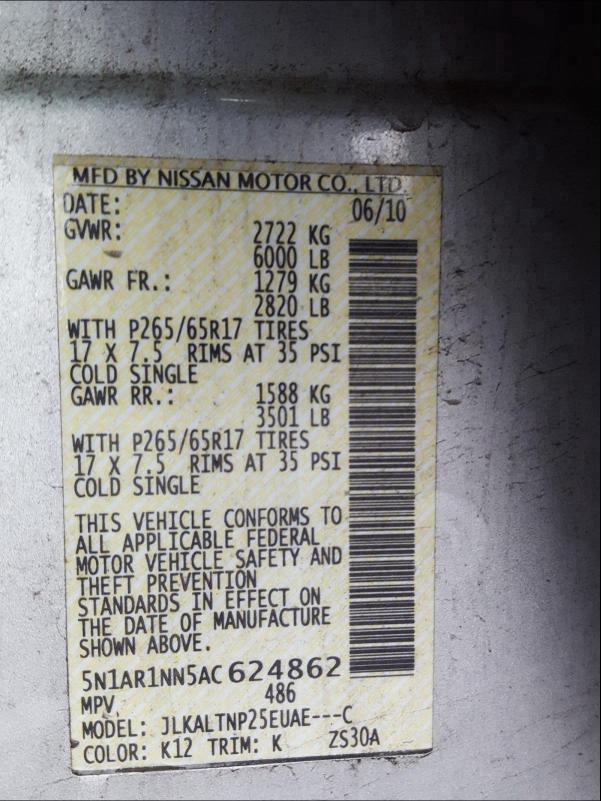 MFD BY NISSAN MOTOR CO., LTD.
DATE: 06/10
GVWR: 2722 KG
6000 LB
GAWR FR.: 1279 KG
2820 LB
WITH P265/65R17 TIRES
17 X 7.5 RIMS AT 35 PSI
COLD SINGLE
GAWR RR.: 1588 KG
3501 LB
WITH P265/65R17 TIRES
17 X 7.5 RIMS AT 35 PSI
COLD SINGLE
THIS VEHICLE CONFORMS TO
ALL APPLICABLE FEDERAL
MOTOR VEHICLE SAFETY AND
THEFT PREVENTION
STANDARDS IN EFFECT ON
THE DATE OF MANUFACTURE
SHOWN ABOVE.
5N1AR1NN5AC624862
MPV 486
MODEL: JLKALTNP25EUAE---C
COLOR: K12 TRIM: K ZS30A